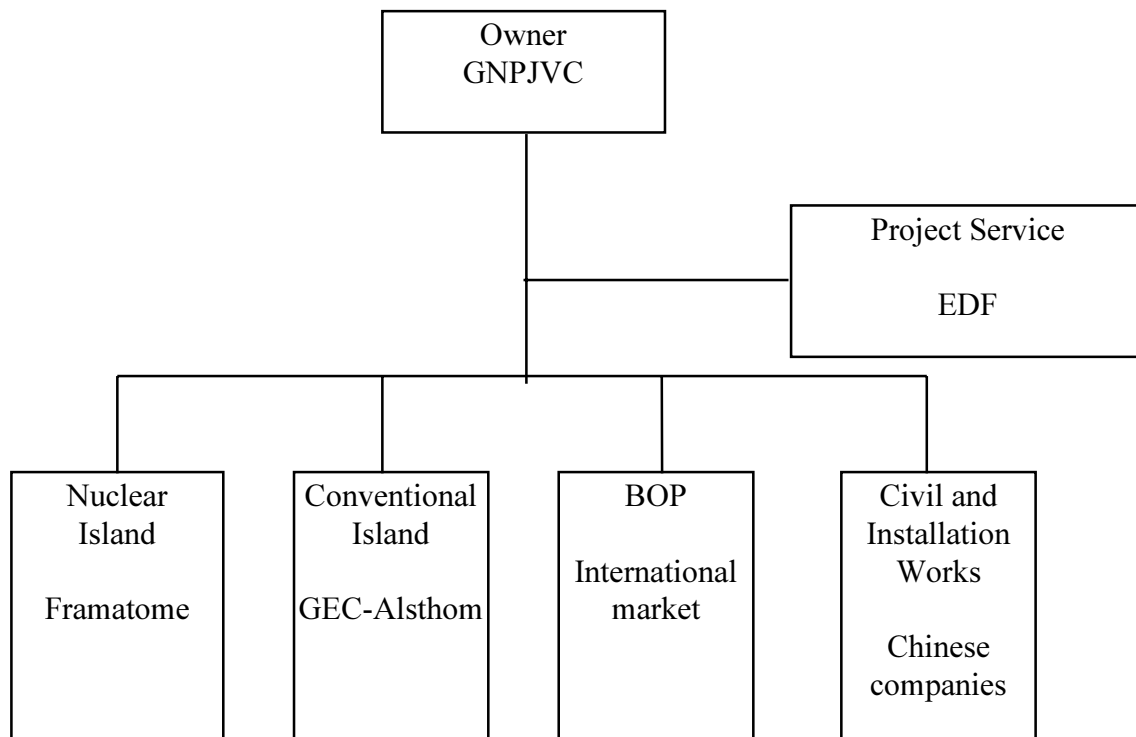 Owner
GNPJVC
Project Service
EDF
Nuclear
Island
Framatome
Conventional
Island
GEC-Alsthom
BOP
International
market
Civil and
Installation
Works
Chinese
companies